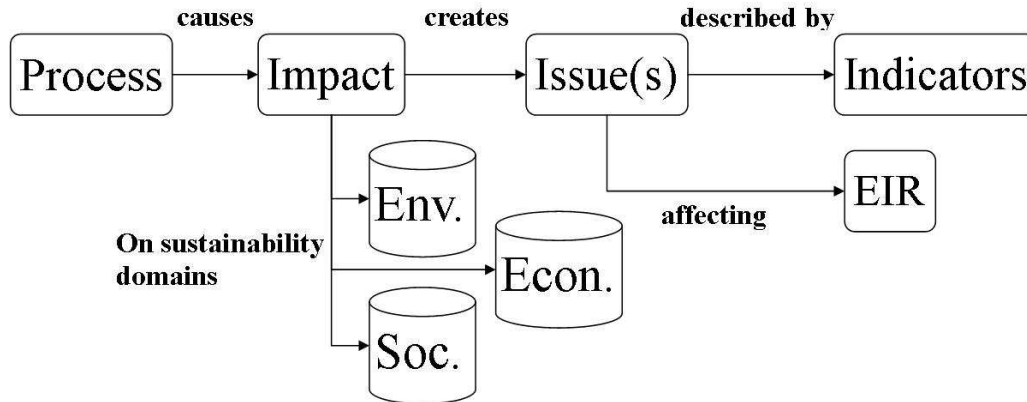 causes
creates
described by
Process
Impact
Issue(s)
Indicators
Env.
EIR
affecting
On sustainability
domains
Econ.
Soc.